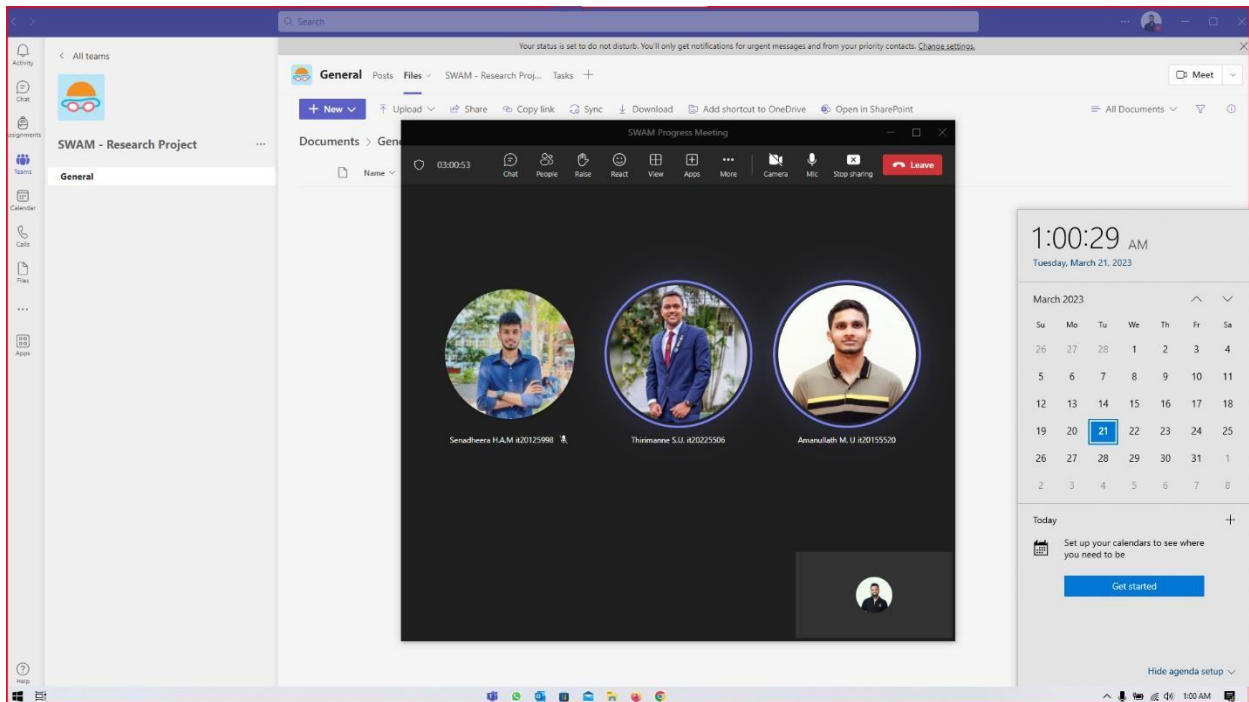 Search
Your status is set to do not disturb. You'll only get notifications for urgent messages and from your priority contacts. Change settings.
Activity
Chat
Assignments
Teams
Calendar
Calls
Files
Apps
Help
All teams
SWAM - Research Project
General
General Posts Files SWAM - Research Proj... Tasks
Meet
New Upload Share Copy link Sync Download Add shortcut to OneDrive Open in SharePoint All Documents
Documents > Gene
Name
SWAM Progress Meeting
03:00:53
Chat People Raise React View Apps More Camera Mic Stop sharing Leave
Senadheera H.A.M it20125998
Thirimanne S.U. it20225506
Amanullath M. U it20155520
1:00:29 AM
Tuesday, March 21, 2023
March 2023
Su Mo Tu We Th Fr Sa
26 27 28 1 2 3 4
5 6 7 8 9 10 11
12 13 14 15 16 17 18
19 20 21 22 23 24 25
26 27 28 29 30 31 1
2 3 4 5 6 7 8
Today
Set up your calendars to see where
you need to be
Get started
Hide agenda setup
1:00 AM